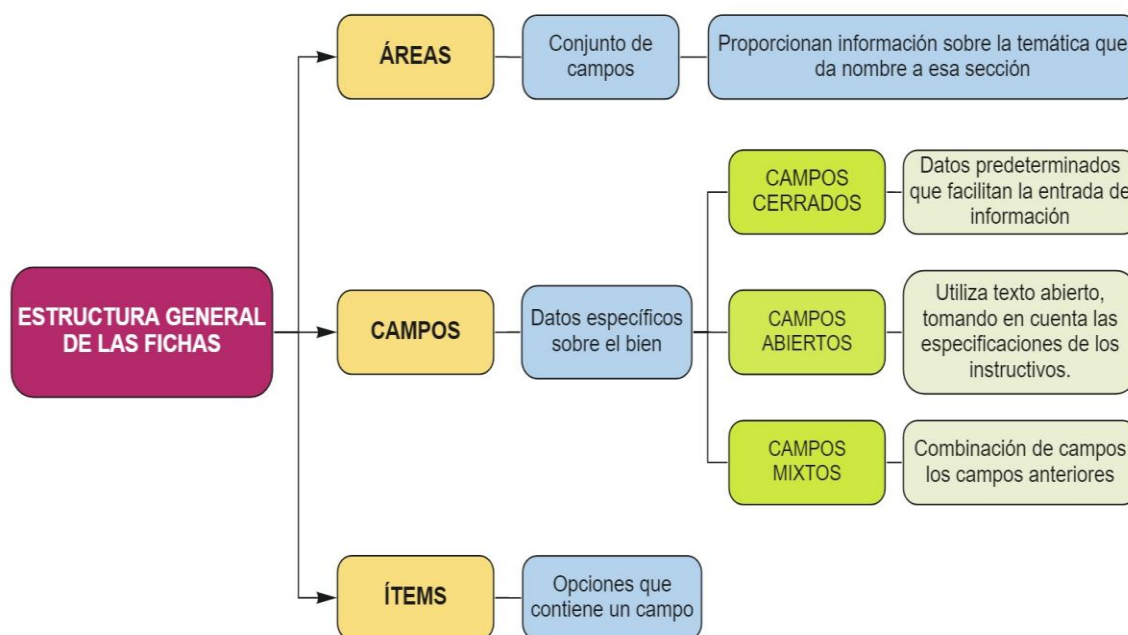 ÁREAS
Conjunto de
campos
Proporcionan información sobre la temática que
da nombre a esa sección
ESTRUCTURA GENERAL
DE LAS FICHAS
CAMPOS
Datos específicos
sobre el bien
CAMPOS
CERRADOS
Datos predeterminados
que facilitan la entrada de
información
CAMPOS
ABIERTOS
Utiliza texto abierto,
tomando en cuenta las
especificaciones de los
instructivos.
CAMPOS
MIXTOS
Combinación de campos
los campos anteriores
ÍTEMS
Opciones que
contiene un campo